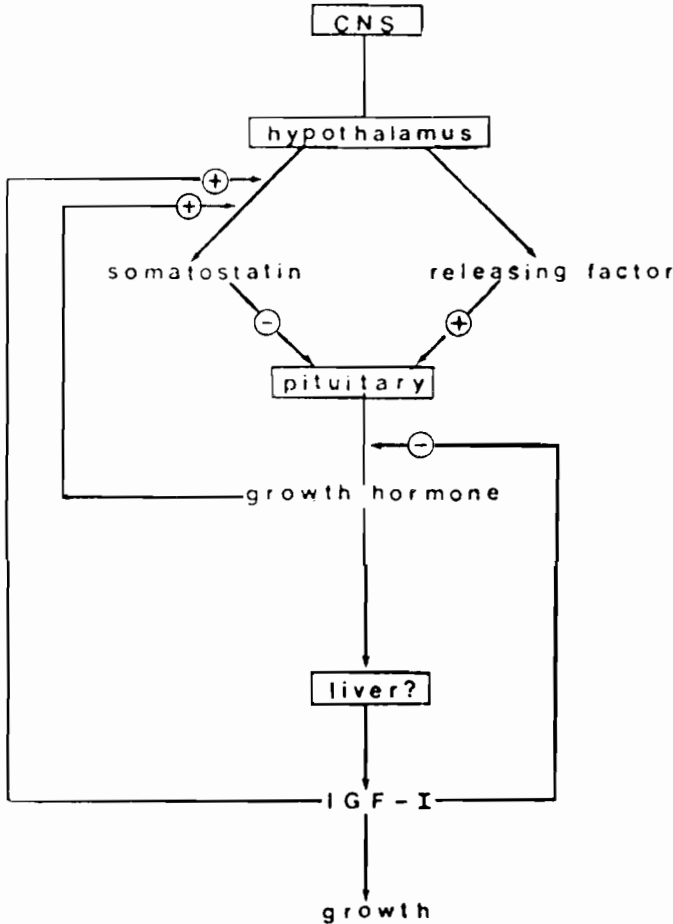 CNS
hypothalamus
+
+
somatostatin
releasing factor
-
+
pituitary
-
growth hormone
liver?
IGF-I
growth